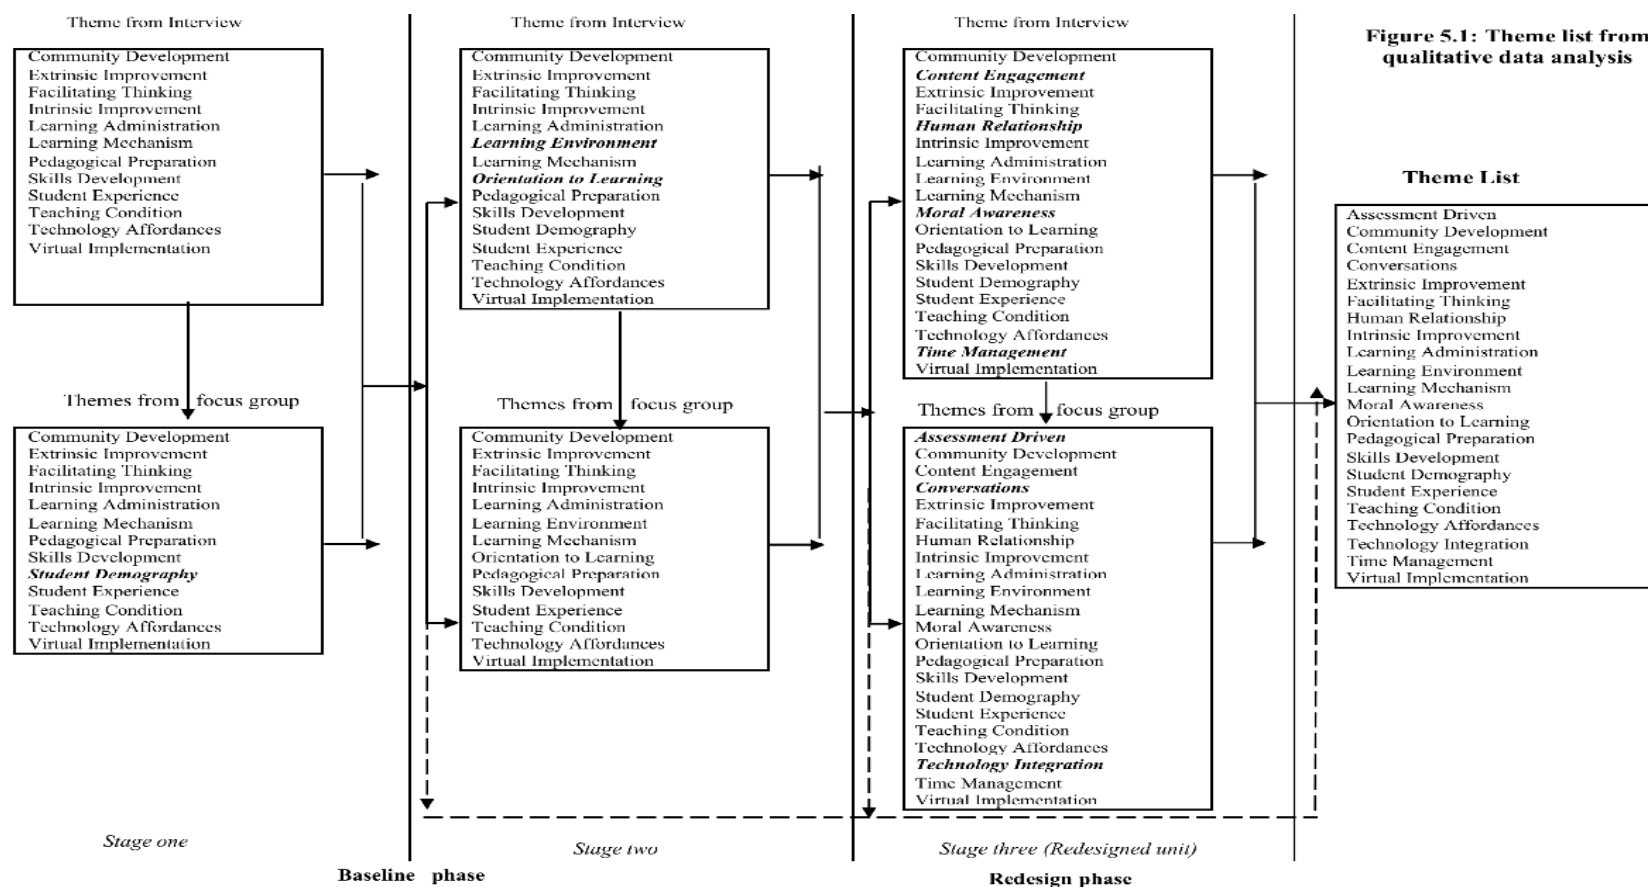 Theme from Interview
Community Development
Extrinsic Improvement
Facilitating Thinking
Intrinsic Improvement
Learning Administration
Learning Mechanism
Pedagogical Preparation
Skills Development
Student Experience
Teaching Condition
Technology Affordances
Virtual Implementation
Themes from focus group
Community Development
Extrinsic Improvement
Facilitating Thinking
Intrinsic Improvement
Learning Administration
Learning Mechanism
Pedagogical Preparation
Skills Development
Student Demography
Student Experience
Teaching Condition
Technology Affordances
Virtual Implementation
Stage one
Theme from Interview
Community Development
Extrinsic Improvement
Facilitating Thinking
Intrinsic Improvement
Learning Administration
Learning Environment
Learning Mechanism
Orientation to Learning
Pedagogical Preparation
Skills Development
Student Demography
Student Experience
Teaching Condition
Technology Affordances
Virtual Implementation
Themes from focus group
Community Development
Extrinsic Improvement
Facilitating Thinking
Intrinsic Improvement
Learning Administration
Learning Environment
Learning Mechanism
Orientation to Learning
Pedagogical Preparation
Skills Development
Student Experience
Teaching Condition
Technology Affordances
Virtual Implementation
Stage two
Baseline phase
Theme from Interview
Community Development
Content Engagement
Extrinsic Improvement
Facilitating Thinking
Human Relationship
Intrinsic Improvement
Learning Administration
Learning Environment
Learning Mechanism
Moral Awareness
Orientation to Learning
Pedagogical Preparation
Skills Development
Student Demography
Student Experience
Teaching Condition
Technology Affordances
Time Management
Virtual Implementation
Themes from focus group
Assessment Driven
Community Development
Content Engagement
Conversations
Extrinsic Improvement
Facilitating Thinking
Human Relationship
Intrinsic Improvement
Learning Administration
Learning Environment
Learning Mechanism
Moral Awareness
Orientation to Learning
Pedagogical Preparation
Skills Development
Student Demography
Student Experience
Teaching Condition
Technology Affordances
Technology Integration
Time Management
Virtual Implementation
Stage three (Redesigned unit)
Redesign phase
Figure 5.1: Theme list from
qualitative data analysis
Theme List
Assessment Driven
Community Development
Content Engagement
Conversations
Extrinsic Improvement
Facilitating Thinking
Human Relationship
Intrinsic Improvement
Learning Administration
Learning Environment
Learning Mechanism
Moral Awareness
Orientation to Learning
Pedagogical Preparation
Skills Development
Student Demography
Student Experience
Teaching Condition
Technology Affordances
Technology Integration
Time Management
Virtual Implementation